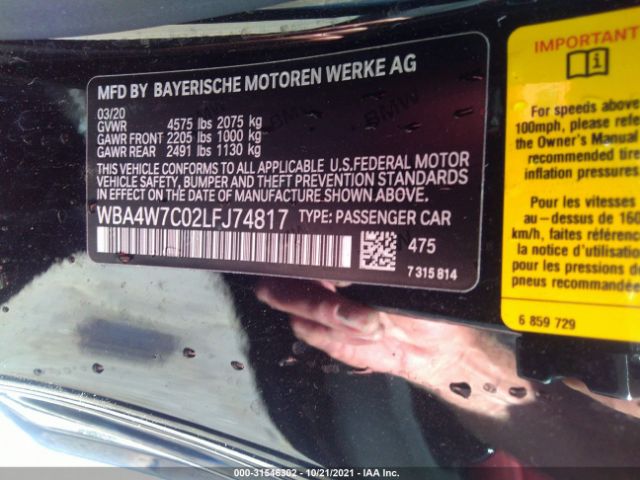 MFD BY BAYERISCHE MOTOREN WERKE AG
03/20
GVWR 4575 lbs 2075 kg
GAWR FRONT 2205 lbs 1000 kg
GAWR REAR 2491 lbs 1130 kg
THIS VEHICLE CONFORMS TO ALL APPLICABLE U.S.FEDERAL MOTOR
VEHICLE SAFETY, BUMPER AND THEFT PREVENTION STANDARDS IN
EFFECT ON THE DATE OF MANUFACTURE SHOWN ABOVE.
WBA4W7C02LFJ74817 TYPE: PASSENGER CAR
475
7 315 814
IMPORTANT
For speeds above
100mph, please refe
the Owner's Manual
recommended tire
inflation pressures.
Pour les vitesses
au-dessus de 16
km/h, faites référe
la notice d'utilisation
pour les pressions d
pneus recommandée
6 859 729
000-31546302 - 10/21/2021 - IAA Inc.